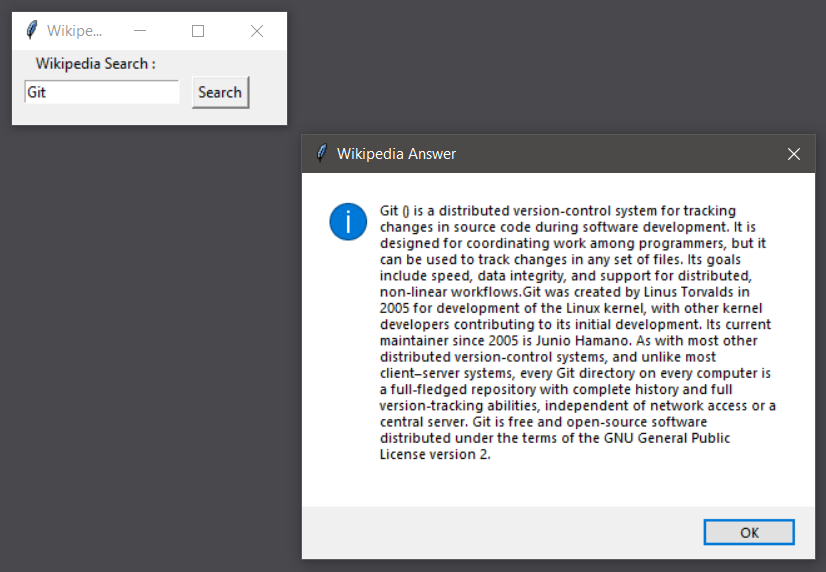 Wikipe...
Wikipedia Search :
Git
Search
Wikipedia Answer
Git () is a distributed version-control system for tracking
changes in source code during software development. It is
designed for coordinating work among programmers, but it
can be used to track changes in any set of files. Its goals
include speed, data integrity, and support for distributed,
non-linear workflows.Git was created by Linus Torvalds in
2005 for development of the Linux kernel, with other kernel
developers contributing to its initial development. Its current
maintainer since 2005 is Junio Hamano. As with most other
distributed version-control systems, and unlike most
client–server systems, every Git directory on every computer is
a full-fledged repository with complete history and full
version-tracking abilities, independent of network access or a
central server. Git is free and open-source software
distributed under the terms of the GNU General Public
License version 2.
OK